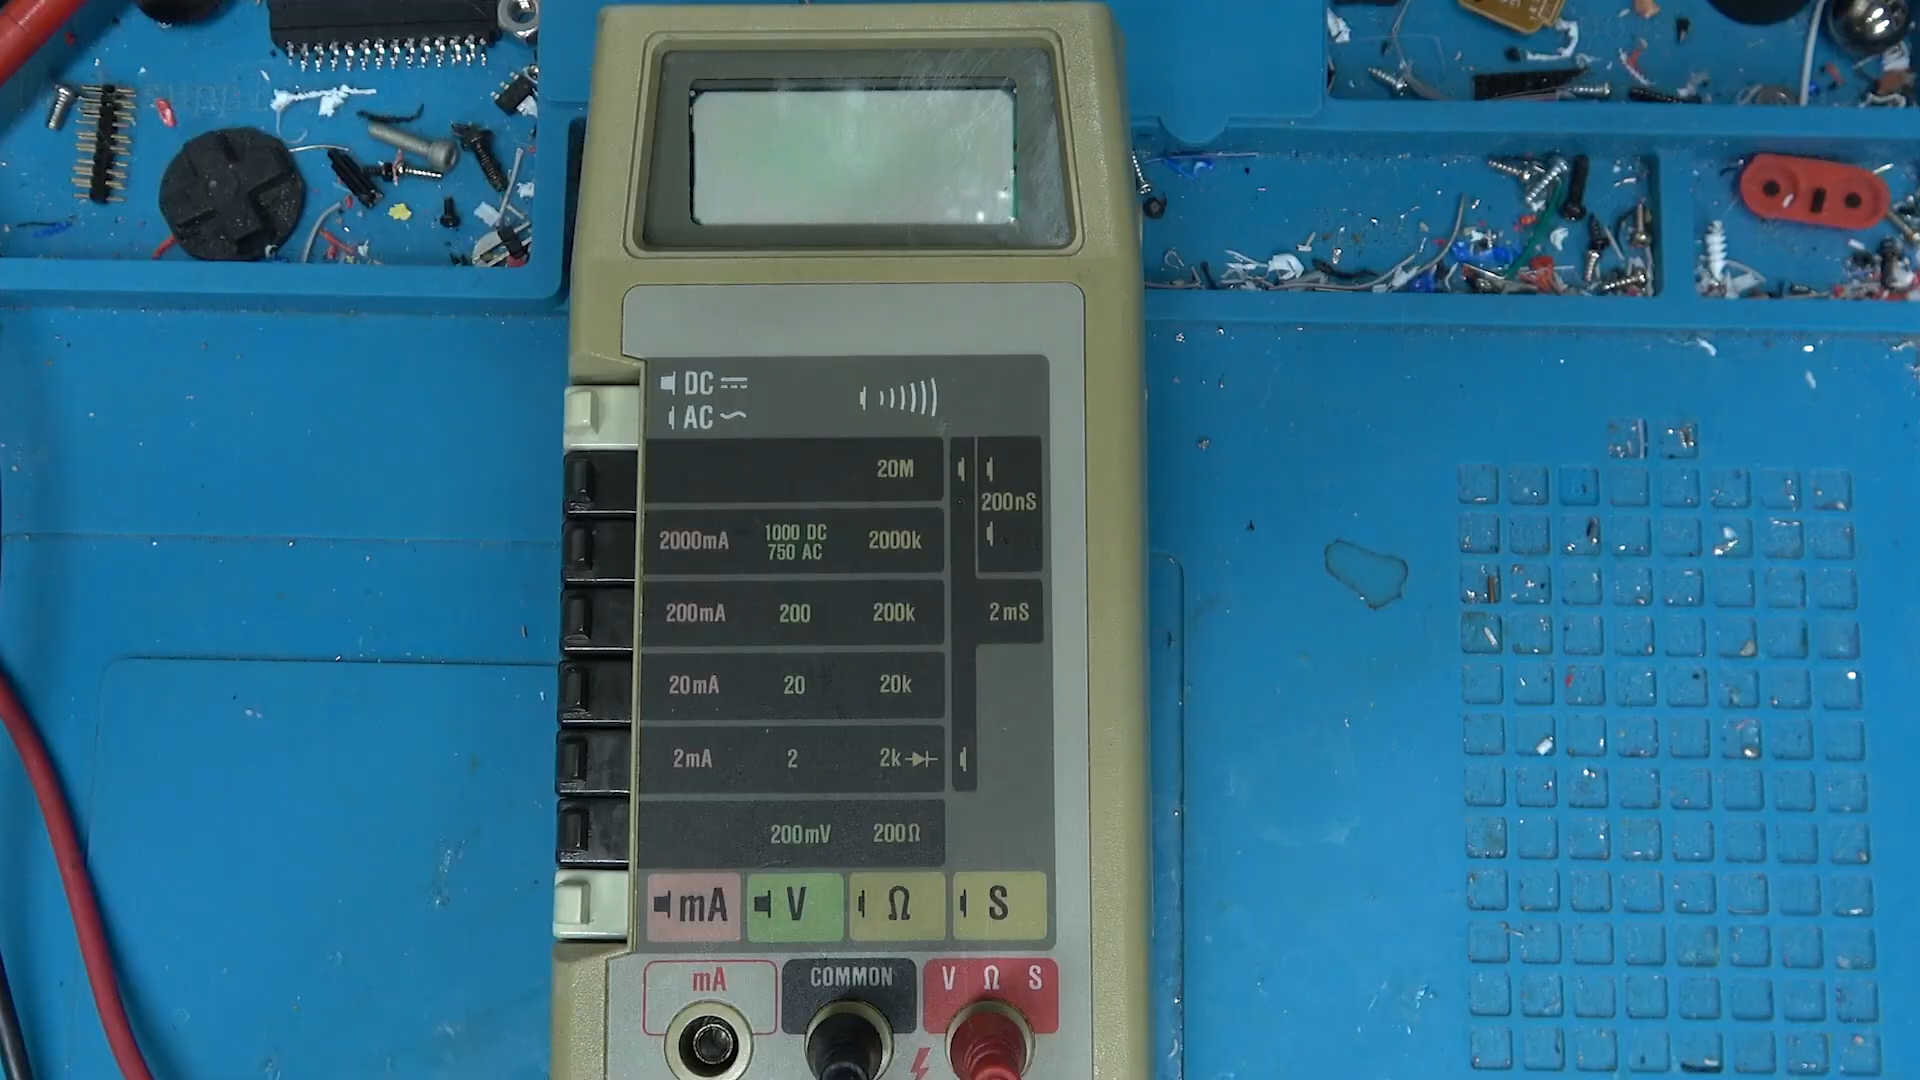 DC
AC
20M
200nS
2000mA 1000 DC 2000k
750 AC
200mA 200 200k 2mS
20mA 20 20k
2mA 2 2k
200mV 200Ω
mA V Ω S
mA COMMON V Ω S